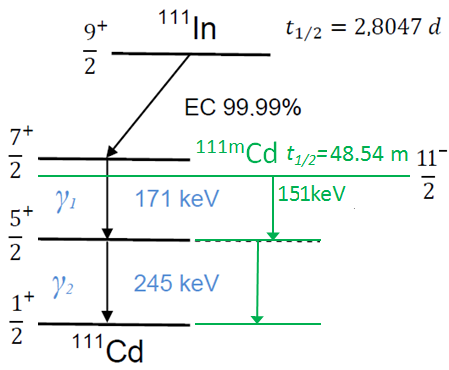 9⁺/2 ¹¹¹In t₁/₂ = 2,8047 d
EC 99.99%
7⁺/2 ¹¹¹ᵐCd t₁/₂=48.54 m 11⁻/2
γ₁ 171 keV 151keV
5⁺/2
γ₂ 245 keV
1⁺/2
¹¹¹Cd